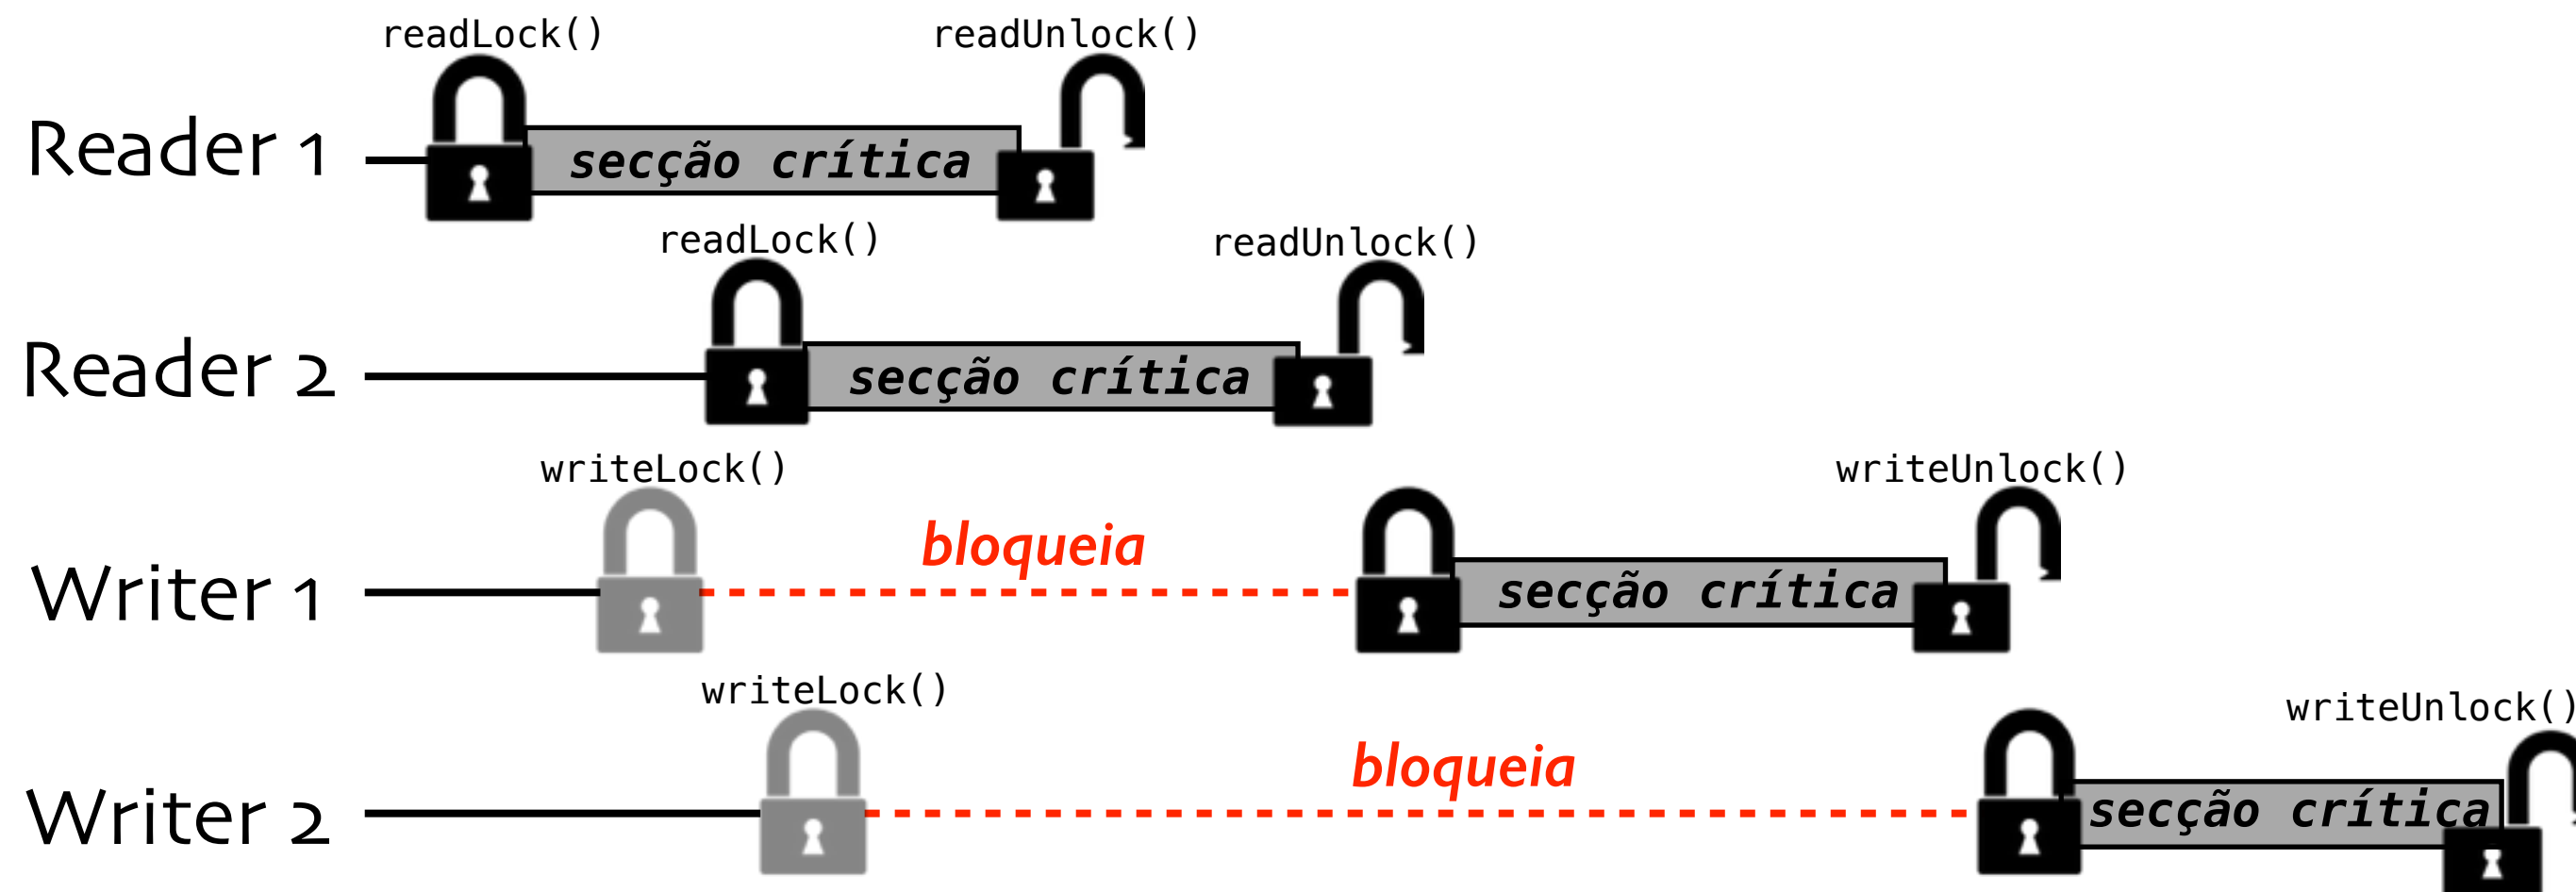 readLock() readUnlock()
Reader 1 secção crítica
readLock() readUnlock()
Reader 2 secção crítica
writeLock() writeUnlock()
Writer 1 bloqueia secção crítica
writeLock() writeUnlock()
Writer 2 bloqueia secção crítica